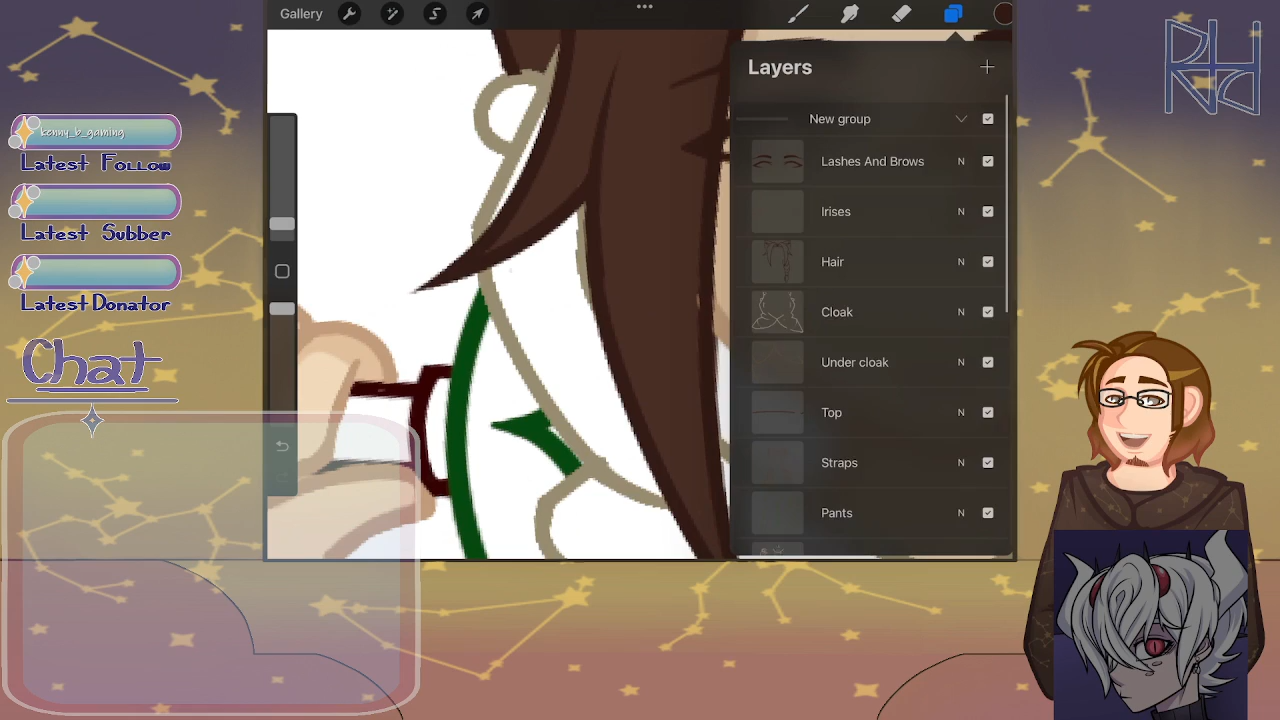 Gallery
Layers
New group
Lashes And Brows N
Irises N
Hair N
Cloak N
Under cloak N
Top N
Straps N
Pants N
kenny_b_gaming
Latest Follow
Latest Subber
Latest Donator
Chat